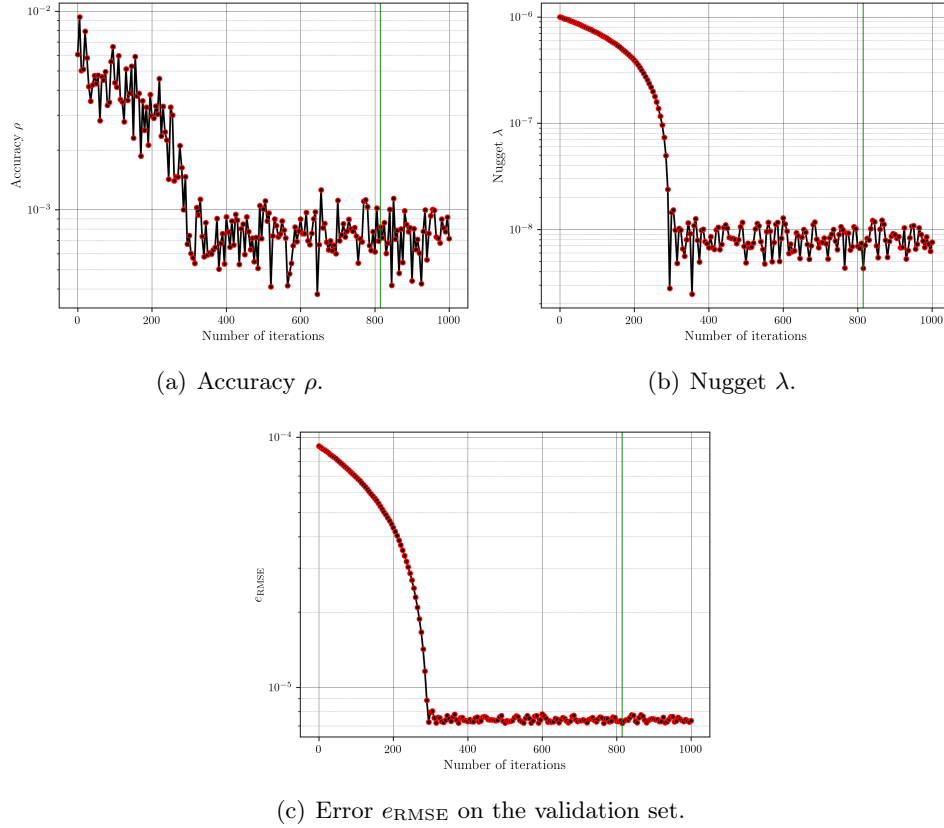 10⁻²
10⁻³
Accuracy ρ
0 200 400 600 800 1000
Number of iterations
(a) Accuracy ρ.
10⁻⁶
10⁻⁷
10⁻⁸
Nugget λ
0 200 400 600 800 1000
Number of iterations
(b) Nugget λ.
10⁻⁴
10⁻⁵
e_RMSE
0 200 400 600 800 1000
Number of iterations
(c) Error e_RMSE on the validation set.